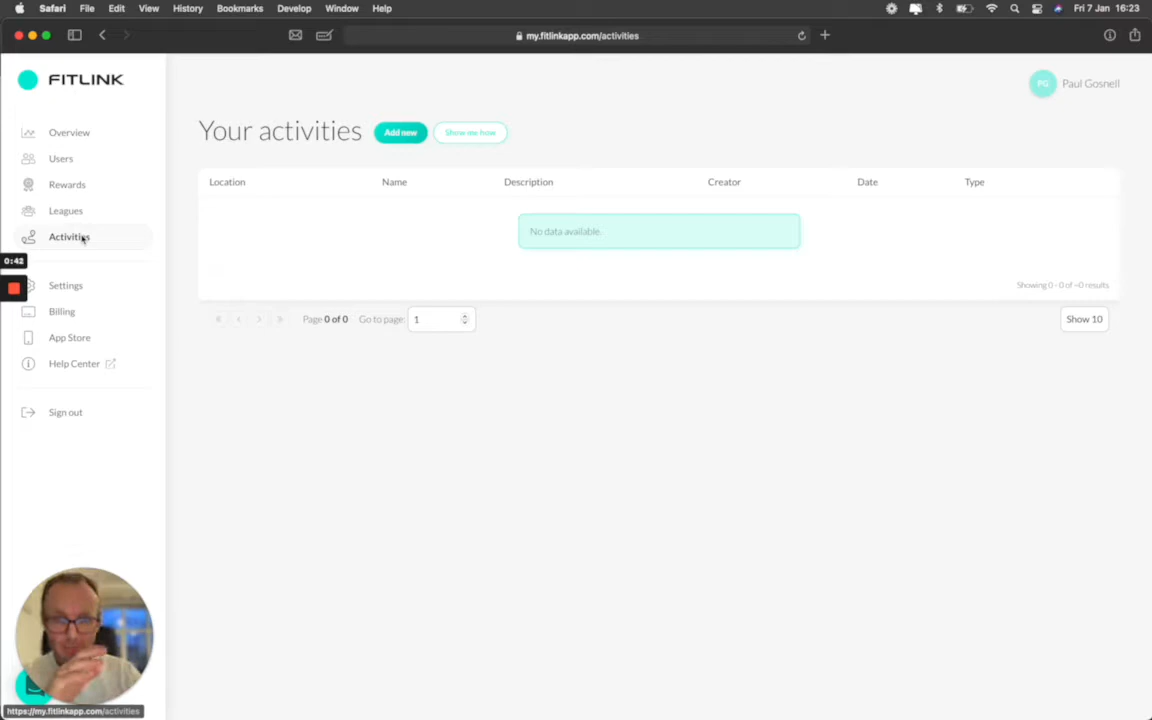 Safari File Edit View History Bookmarks Develop Window Help Fri 7 Jan 16:23
my.fitlinkapp.com/activities
FITLINK
PG Paul Gosnell
Overview
Users
Rewards
Leagues
Activities
0:42
Settings
Billing
App Store
Help Center
Sign out
Your activities Add new Show me how
Location Name Description Creator Date Type
No data available.
Showing 0 - 0 of ~0 results
« ‹ › » Page 0 of 0 Go to page: 1 Show 10
https://my.fitlinkapp.com/activities